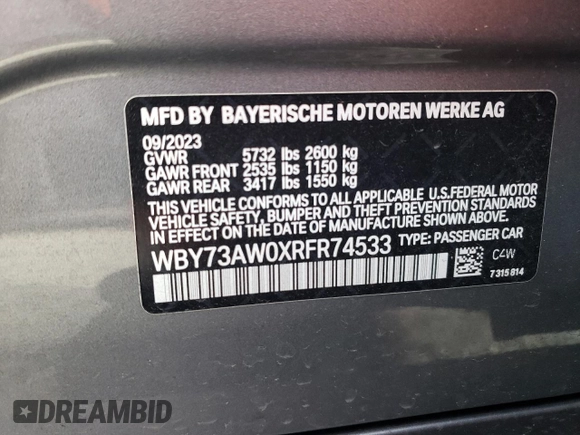 MFD BY BAYERISCHE MOTOREN WERKE AG
09/2023
GVWR 5732 lbs 2600 kg
GAWR FRONT 2535 lbs 1150 kg
GAWR REAR 3417 lbs 1550 kg
THIS VEHICLE CONFORMS TO ALL APPLICABLE U.S.FEDERAL MOTOR
VEHICLE SAFETY, BUMPER AND THEFT PREVENTION STANDARDS
IN EFFECT ON THE DATE OF MANUFACTURE SHOWN ABOVE.
WBY73AW0XRFR74533 TYPE: PASSENGER CAR
C4W
7315814
DREAMBID